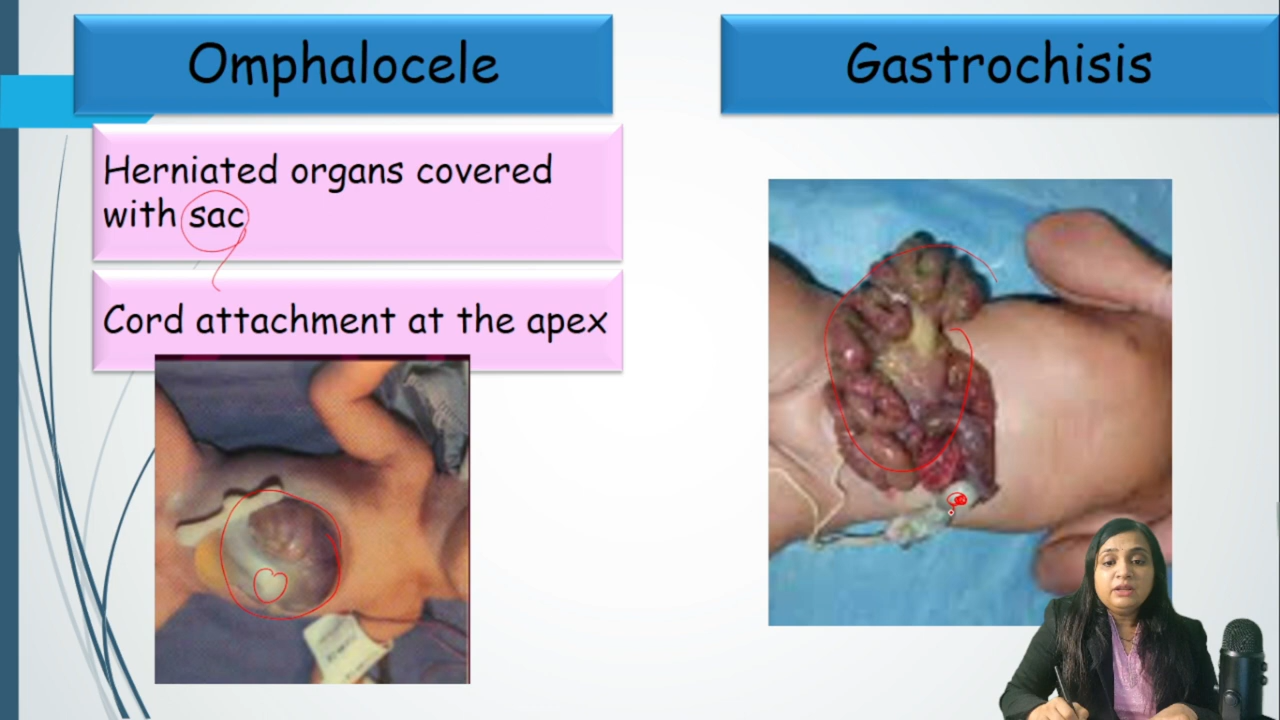 Omphalocele
Gastrochisis
Herniated organs covered
with sac
Cord attachment at the apex